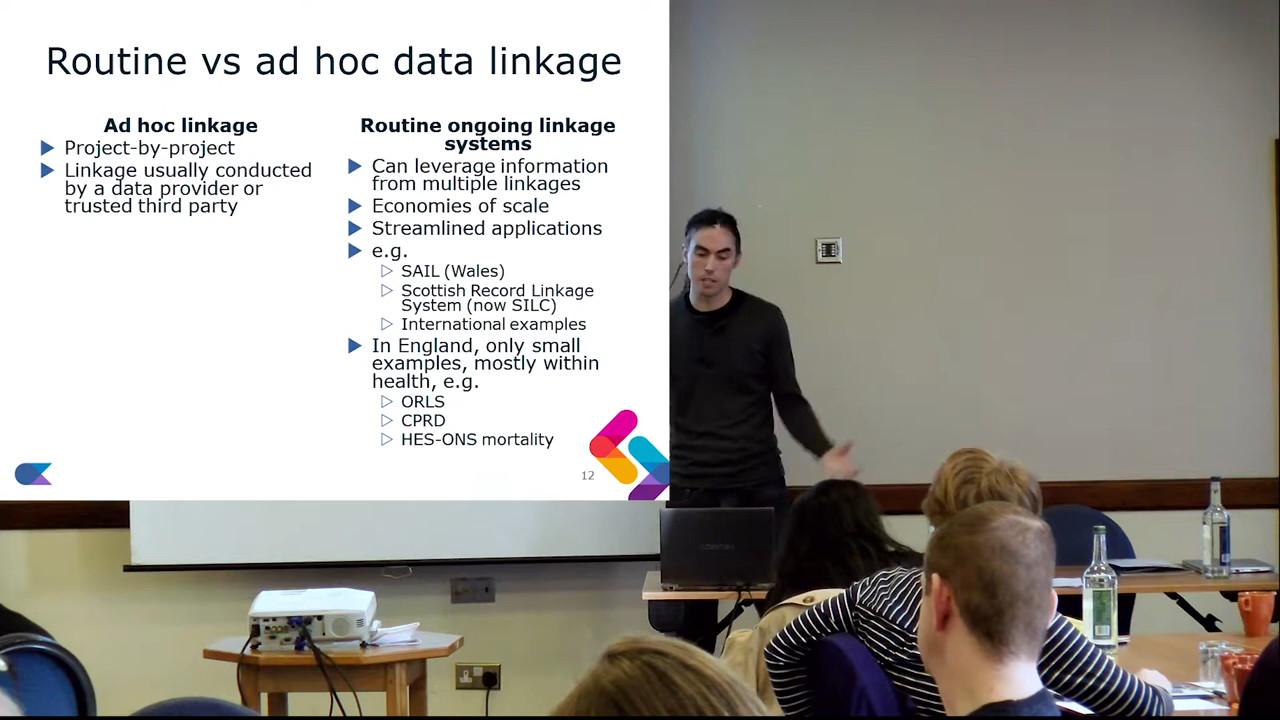 Routine vs ad hoc data linkage
Ad hoc linkage
Project-by-project
Linkage usually conducted
by a data provider or
trusted third party
Routine ongoing linkage
systems
Can leverage information
from multiple linkages
Economies of scale
Streamlined applications
e.g.
SAIL (Wales)
Scottish Record Linkage
System (now SILC)
International examples
In England, only small
examples, mostly within
health, e.g.
ORLS
CPRD
HES-ONS mortality
12